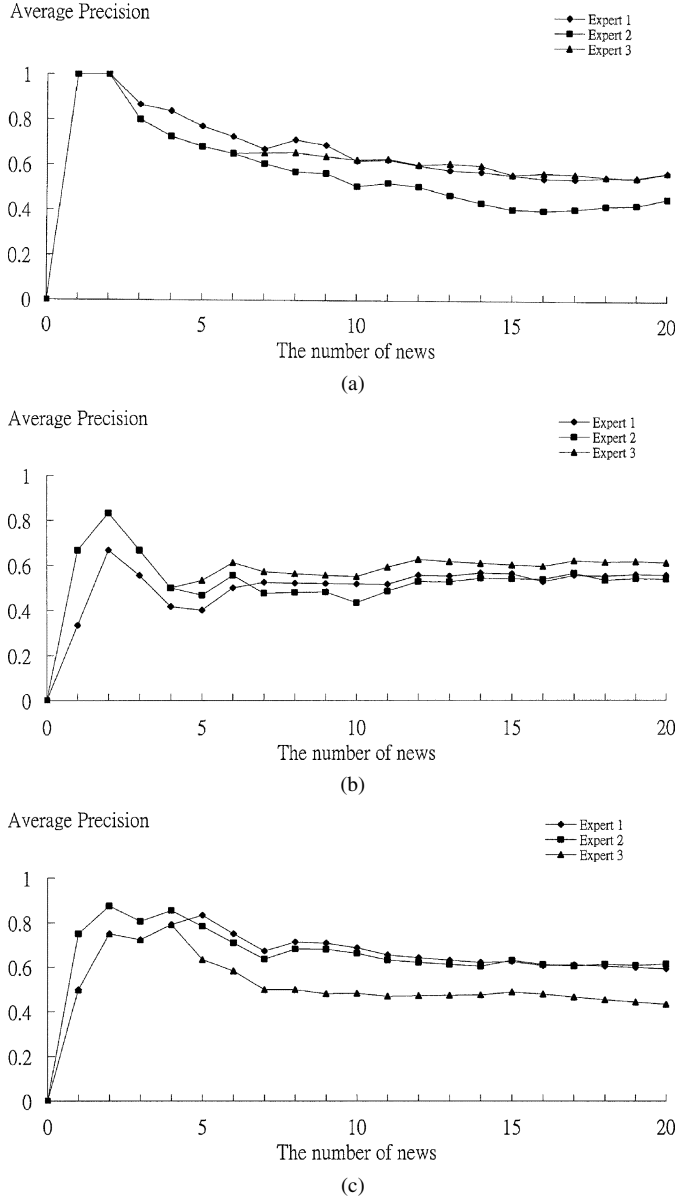 Average Precision
Expert 1
Expert 2
Expert 3
1
0.8
0.6
0.4
0.2
0
0 5 10 15 20
The number of news
(a)
Average Precision
Expert 1
Expert 2
Expert 3
1
0.8
0.6
0.4
0.2
0
0 5 10 15 20
The number of news
(b)
Average Precision
Expert 1
Expert 2
Expert 3
1
0.8
0.6
0.4
0.2
0
0 5 10 15 20
The number of news
(c)